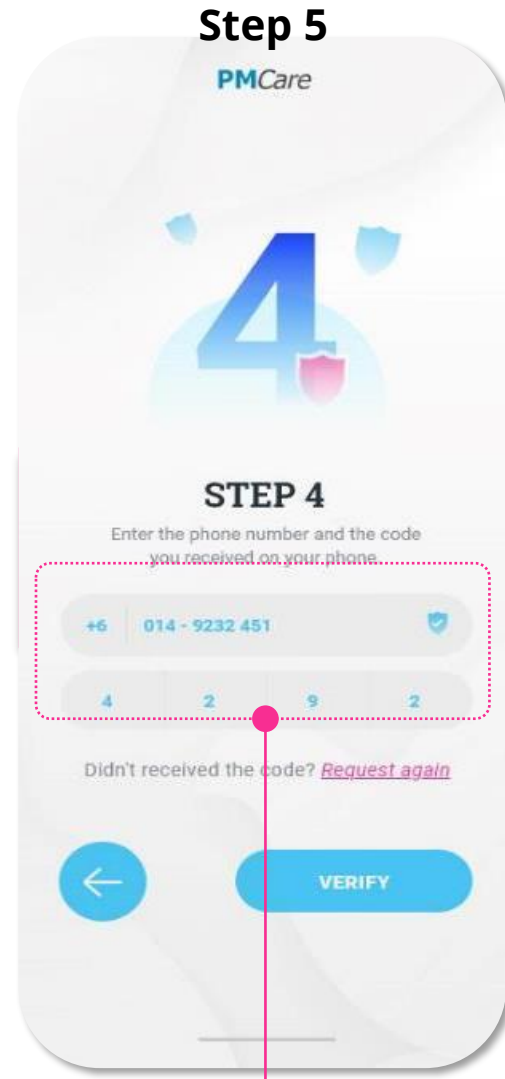 Step 5
PMCare
4
STEP 4
Enter the phone number and the code
you received on your phone.
+6 014 - 9232 451
4 2 9 2
Didn't received the code? Request again
VERIFY